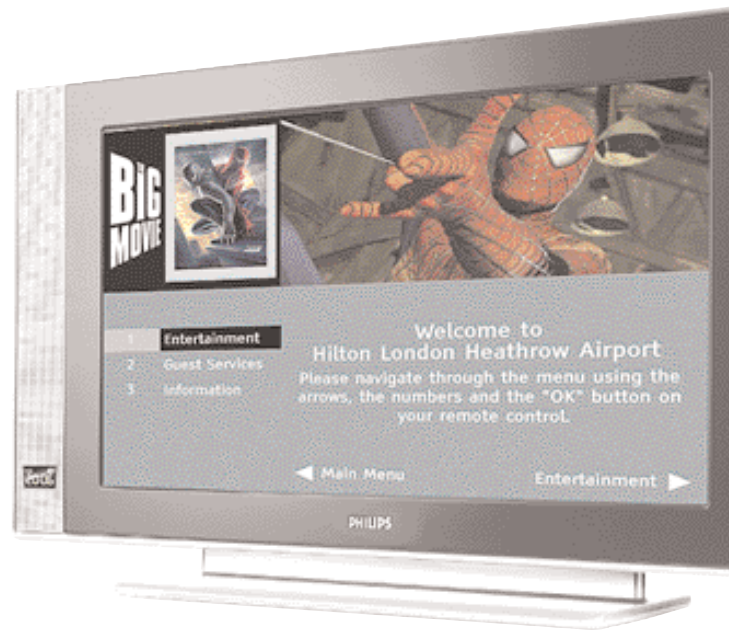 BIG
MOVIE
1 Entertainment
2 Guest Services
3 Information
Welcome to
Hilton London Heathrow Airport
Please navigate through the menu using the
arrows, the numbers and the "OK" button on
your remote control.
Main Menu
Entertainment
PHILIPS